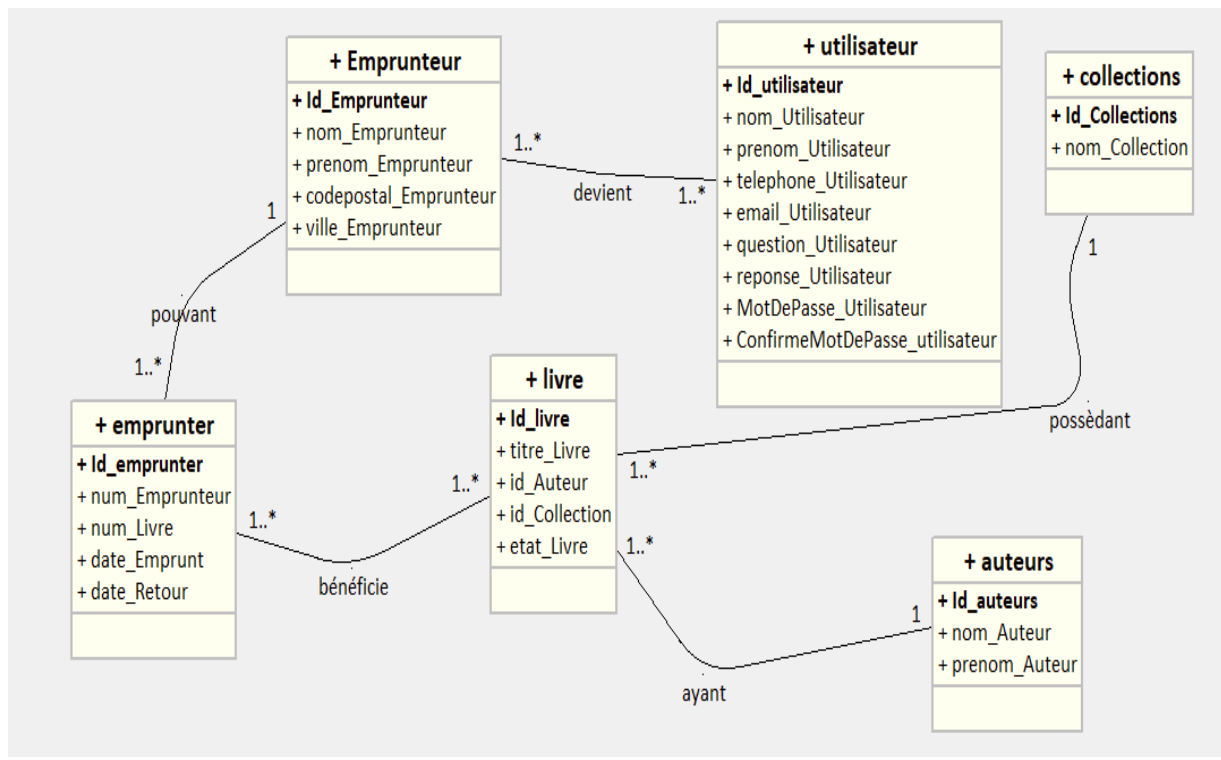 + Emprunteur
+ Id_Emprunteur
+ nom_Emprunteur
+ prenom_Emprunteur
+ codepostal_Emprunteur
+ ville_Emprunteur
1..*
devient
1..*
+ utilisateur
+ Id_utilisateur
+ nom_Utilisateur
+ prenom_Utilisateur
+ telephone_Utilisateur
+ email_Utilisateur
+ question_Utilisateur
+ reponse_Utilisateur
+ MotDePasse_Utilisateur
+ ConfirmeMotDePasse_utilisateur
+ collections
+ Id_Collections
+ nom_Collection
1
possèdant
1..*
1
pouvant
1..*
+ emprunter
+ Id_emprunter
+ num_Emprunteur
+ num_Livre
+ date_Emprunt
+ date_Retour
1..*
bénéficie
1..*
+ livre
+ Id_livre
+ titre_Livre
+ id_Auteur
+ id_Collection
+ etat_Livre
1..*
ayant
1
+ auteurs
+ Id_auteurs
+ nom_Auteur
+ prenom_Auteur